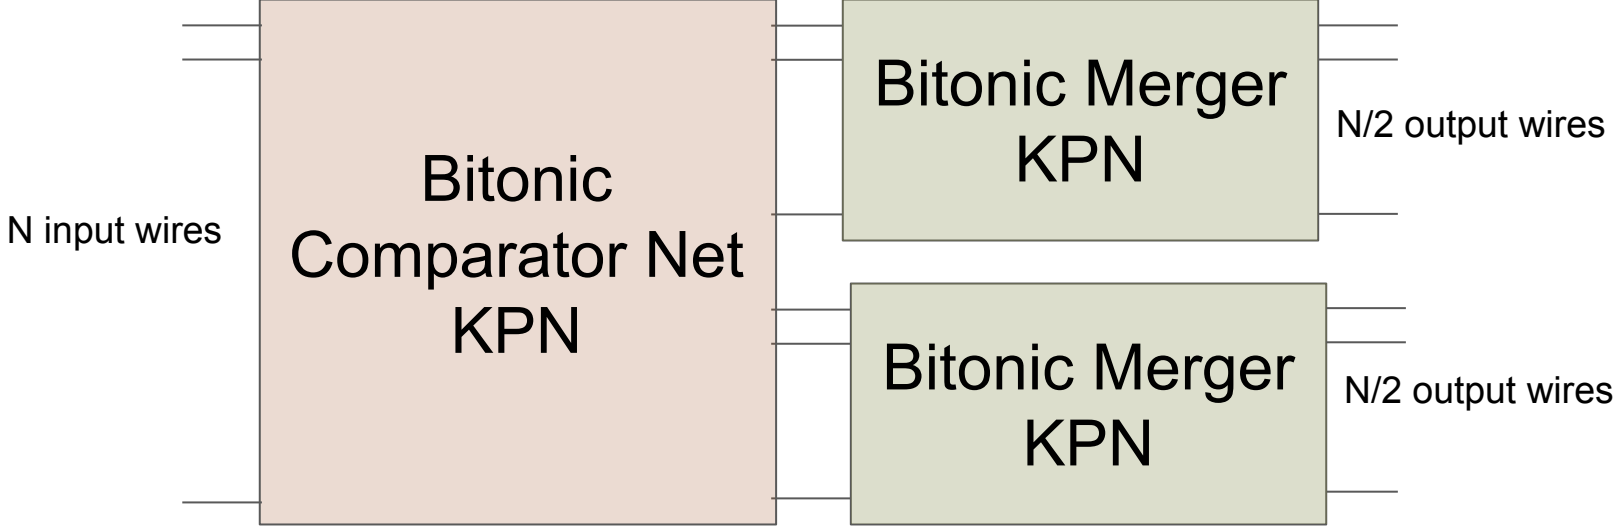 N input wires
Bitonic
Comparator Net
KPN
Bitonic Merger
KPN
N/2 output wires
Bitonic Merger
KPN
N/2 output wires